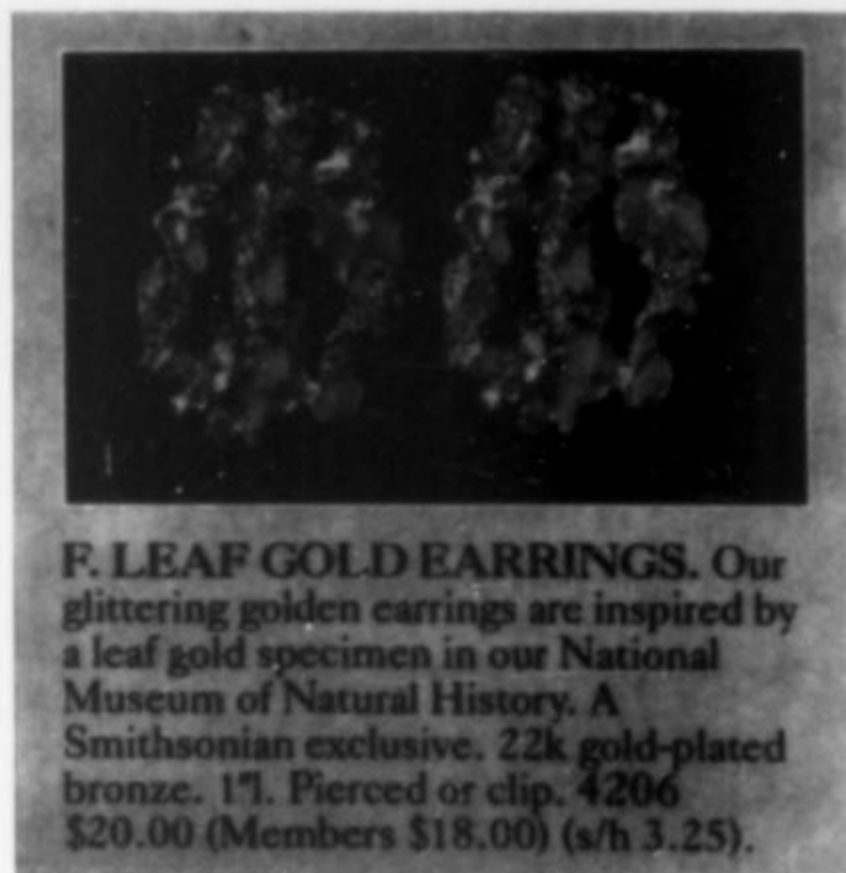 F. LEAF GOLD EARRINGS. Our
glittering golden earrings are inspired by
a leaf gold specimen in our National
Museum of Natural History. A
Smithsonian exclusive. 22k gold-plated
bronze. 1"l. Pierced or clip. 4206
$20.00 (Members $18.00) (s/h 3.25).